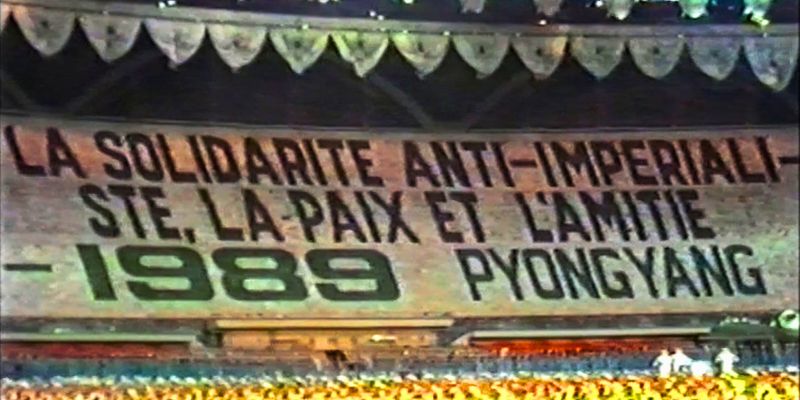 LA SOLIDARITE ANTI-IMPERIALI-
STE, LA PAIX ET L'AMITIE
-1989 PYONGYANG